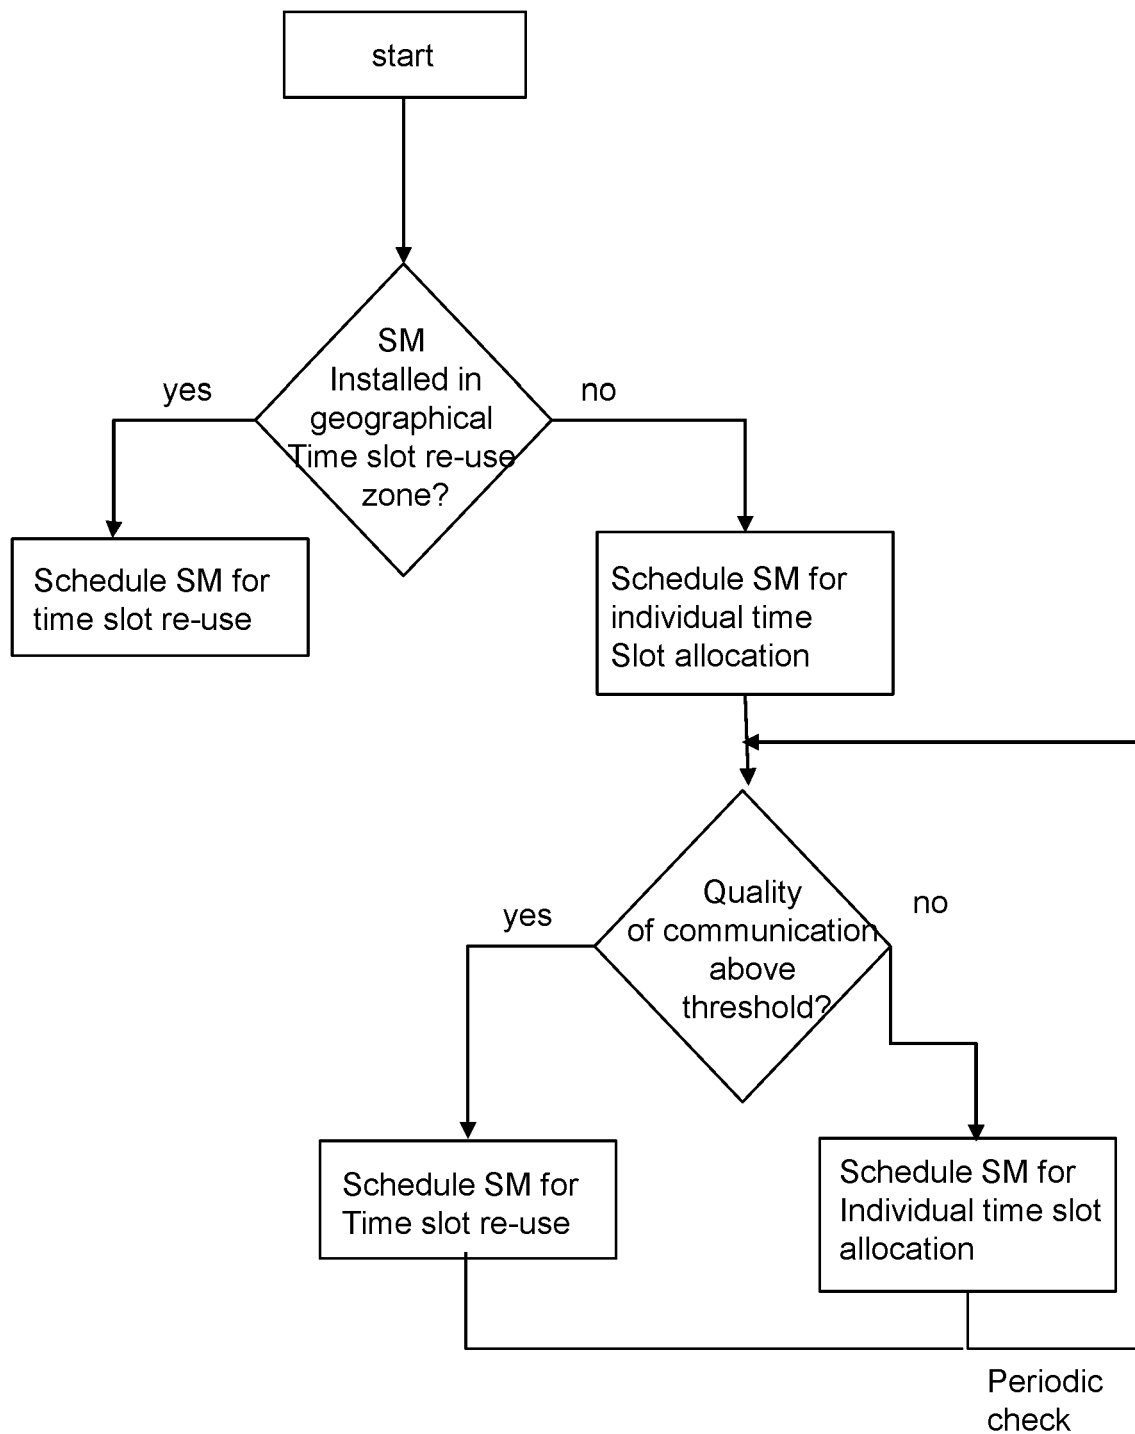 start
SM
Installed in
geographical
Time slot re-use
zone?
yes
no
Schedule SM for
time slot re-use
Schedule SM for
individual time
Slot allocation
Quality
of communication
above
threshold?
yes
no
Schedule SM for
Time slot re-use
Schedule SM for
Individual time slot
allocation
Periodic
check